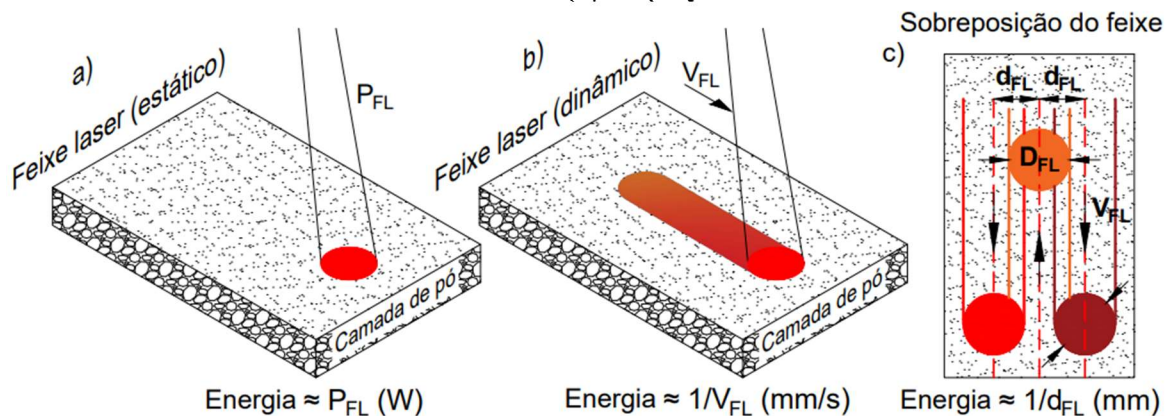 Sobreposição do feixe
a)
Feixe laser (estático)
P_FL
Camada de pó
Energia ≈ P_FL (W)
b)
Feixe laser (dinâmico)
V_FL
Camada de pó
Energia ≈ 1/V_FL (mm/s)
c)
d_FL d_FL
D_FL
V_FL
Energia ≈ 1/d_FL (mm)